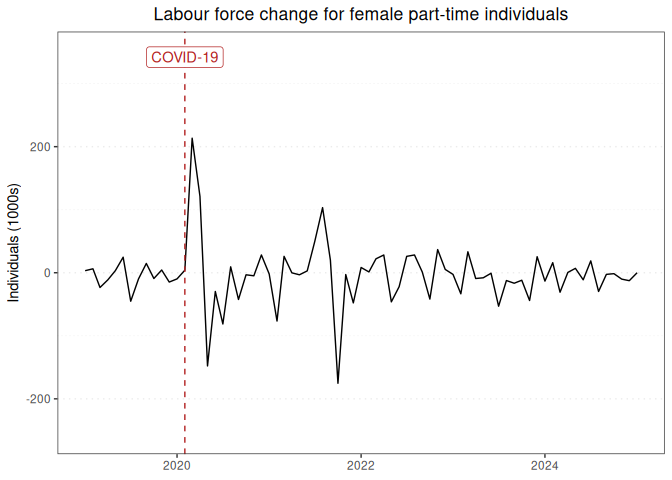 Labour force change for female part-time individuals
COVID-19
Individuals (1000s)
200
0
-200
2020
2022
2024